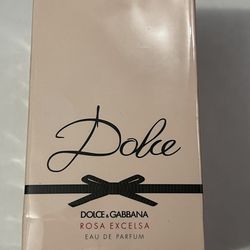 Dolce
DOLCE & GABBANA
ROSA EXCELSA
EAU DE PARFUM